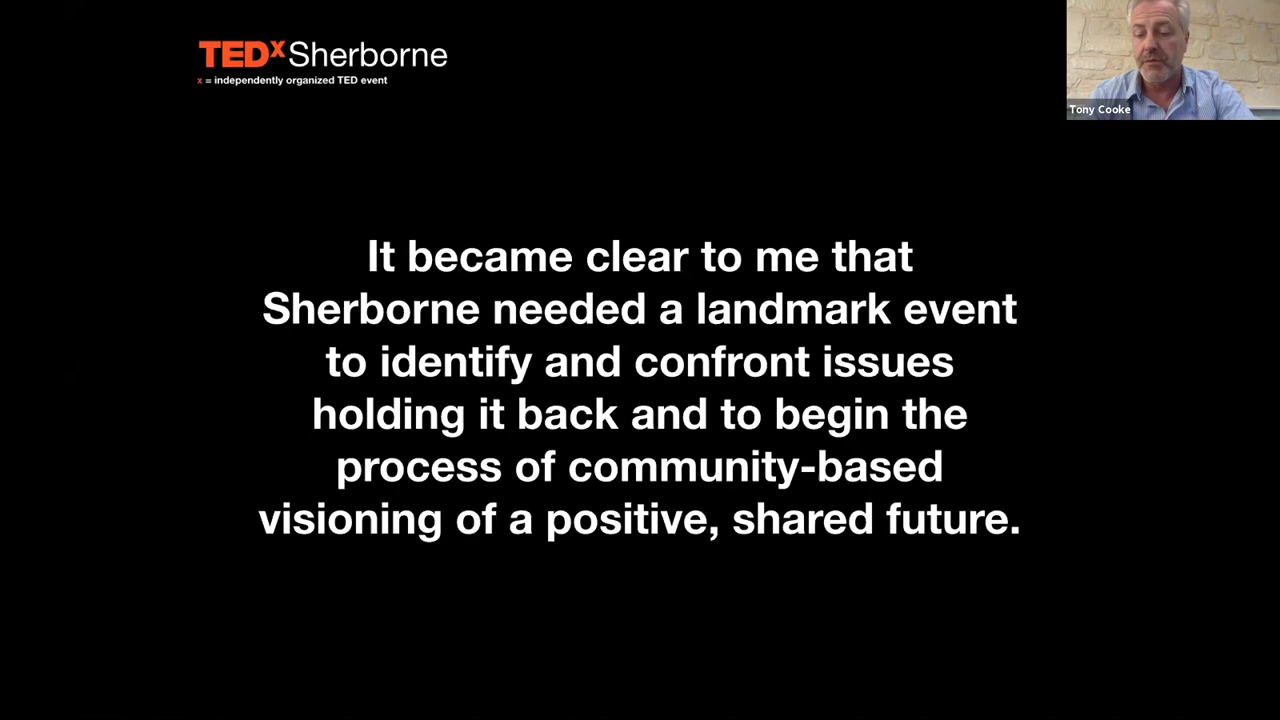 TEDxSherborne
x = independently organized TED event
Tony Cooke
It became clear to me that
Sherborne needed a landmark event
to identify and confront issues
holding it back and to begin the
process of community-based
visioning of a positive, shared future.